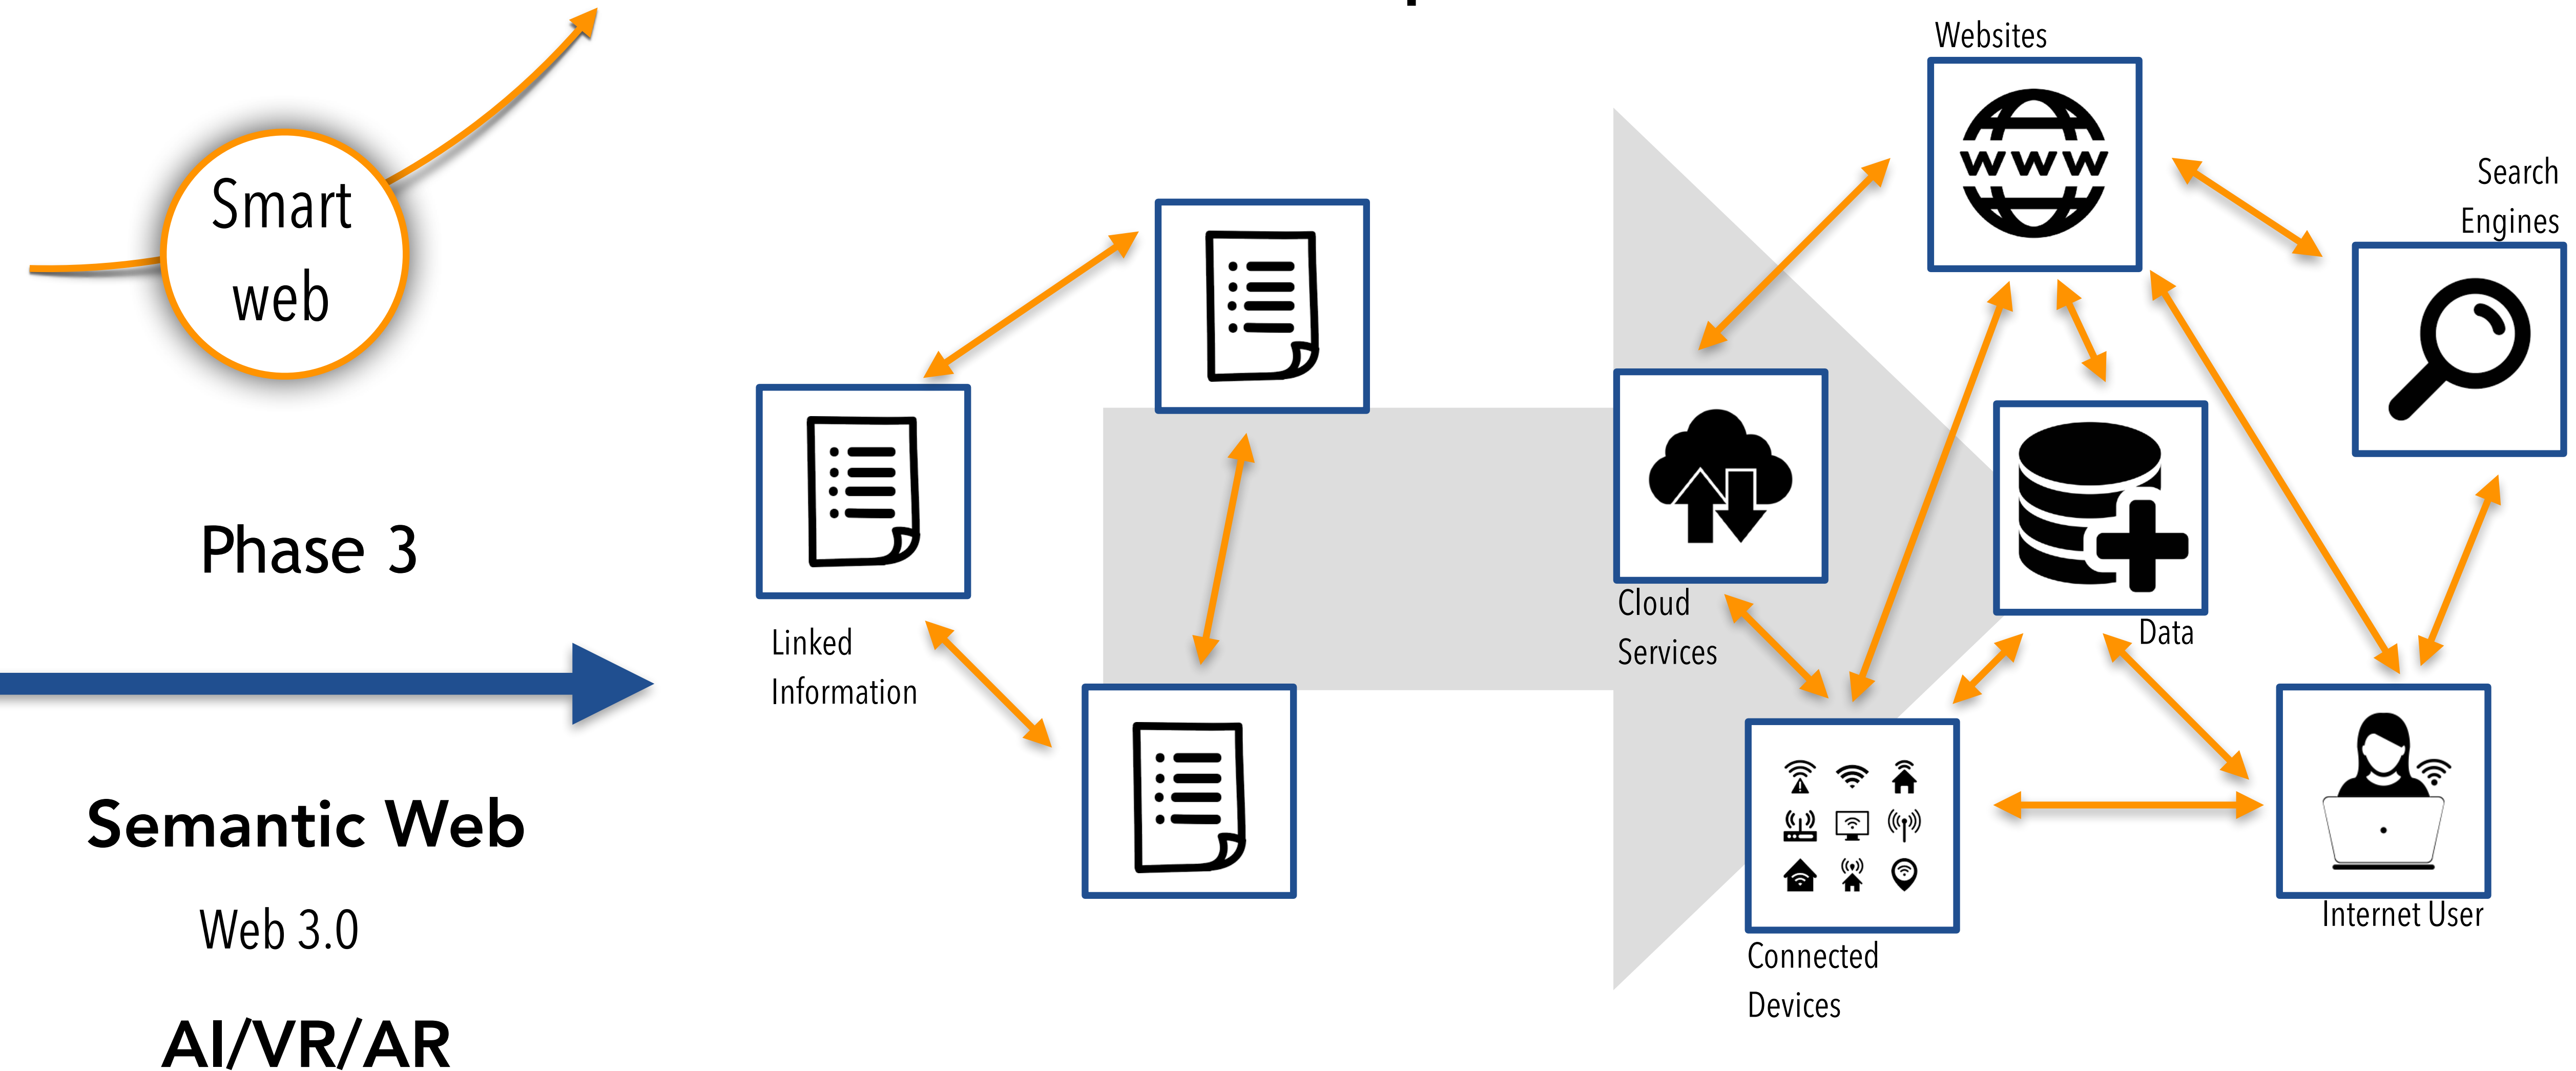 Smart
web
Phase 3
Semantic Web
Web 3.0
AI/VR/AR
Linked
Information
Websites
www
Search
Engines
Cloud
Services
Data
Connected
Devices
Internet User